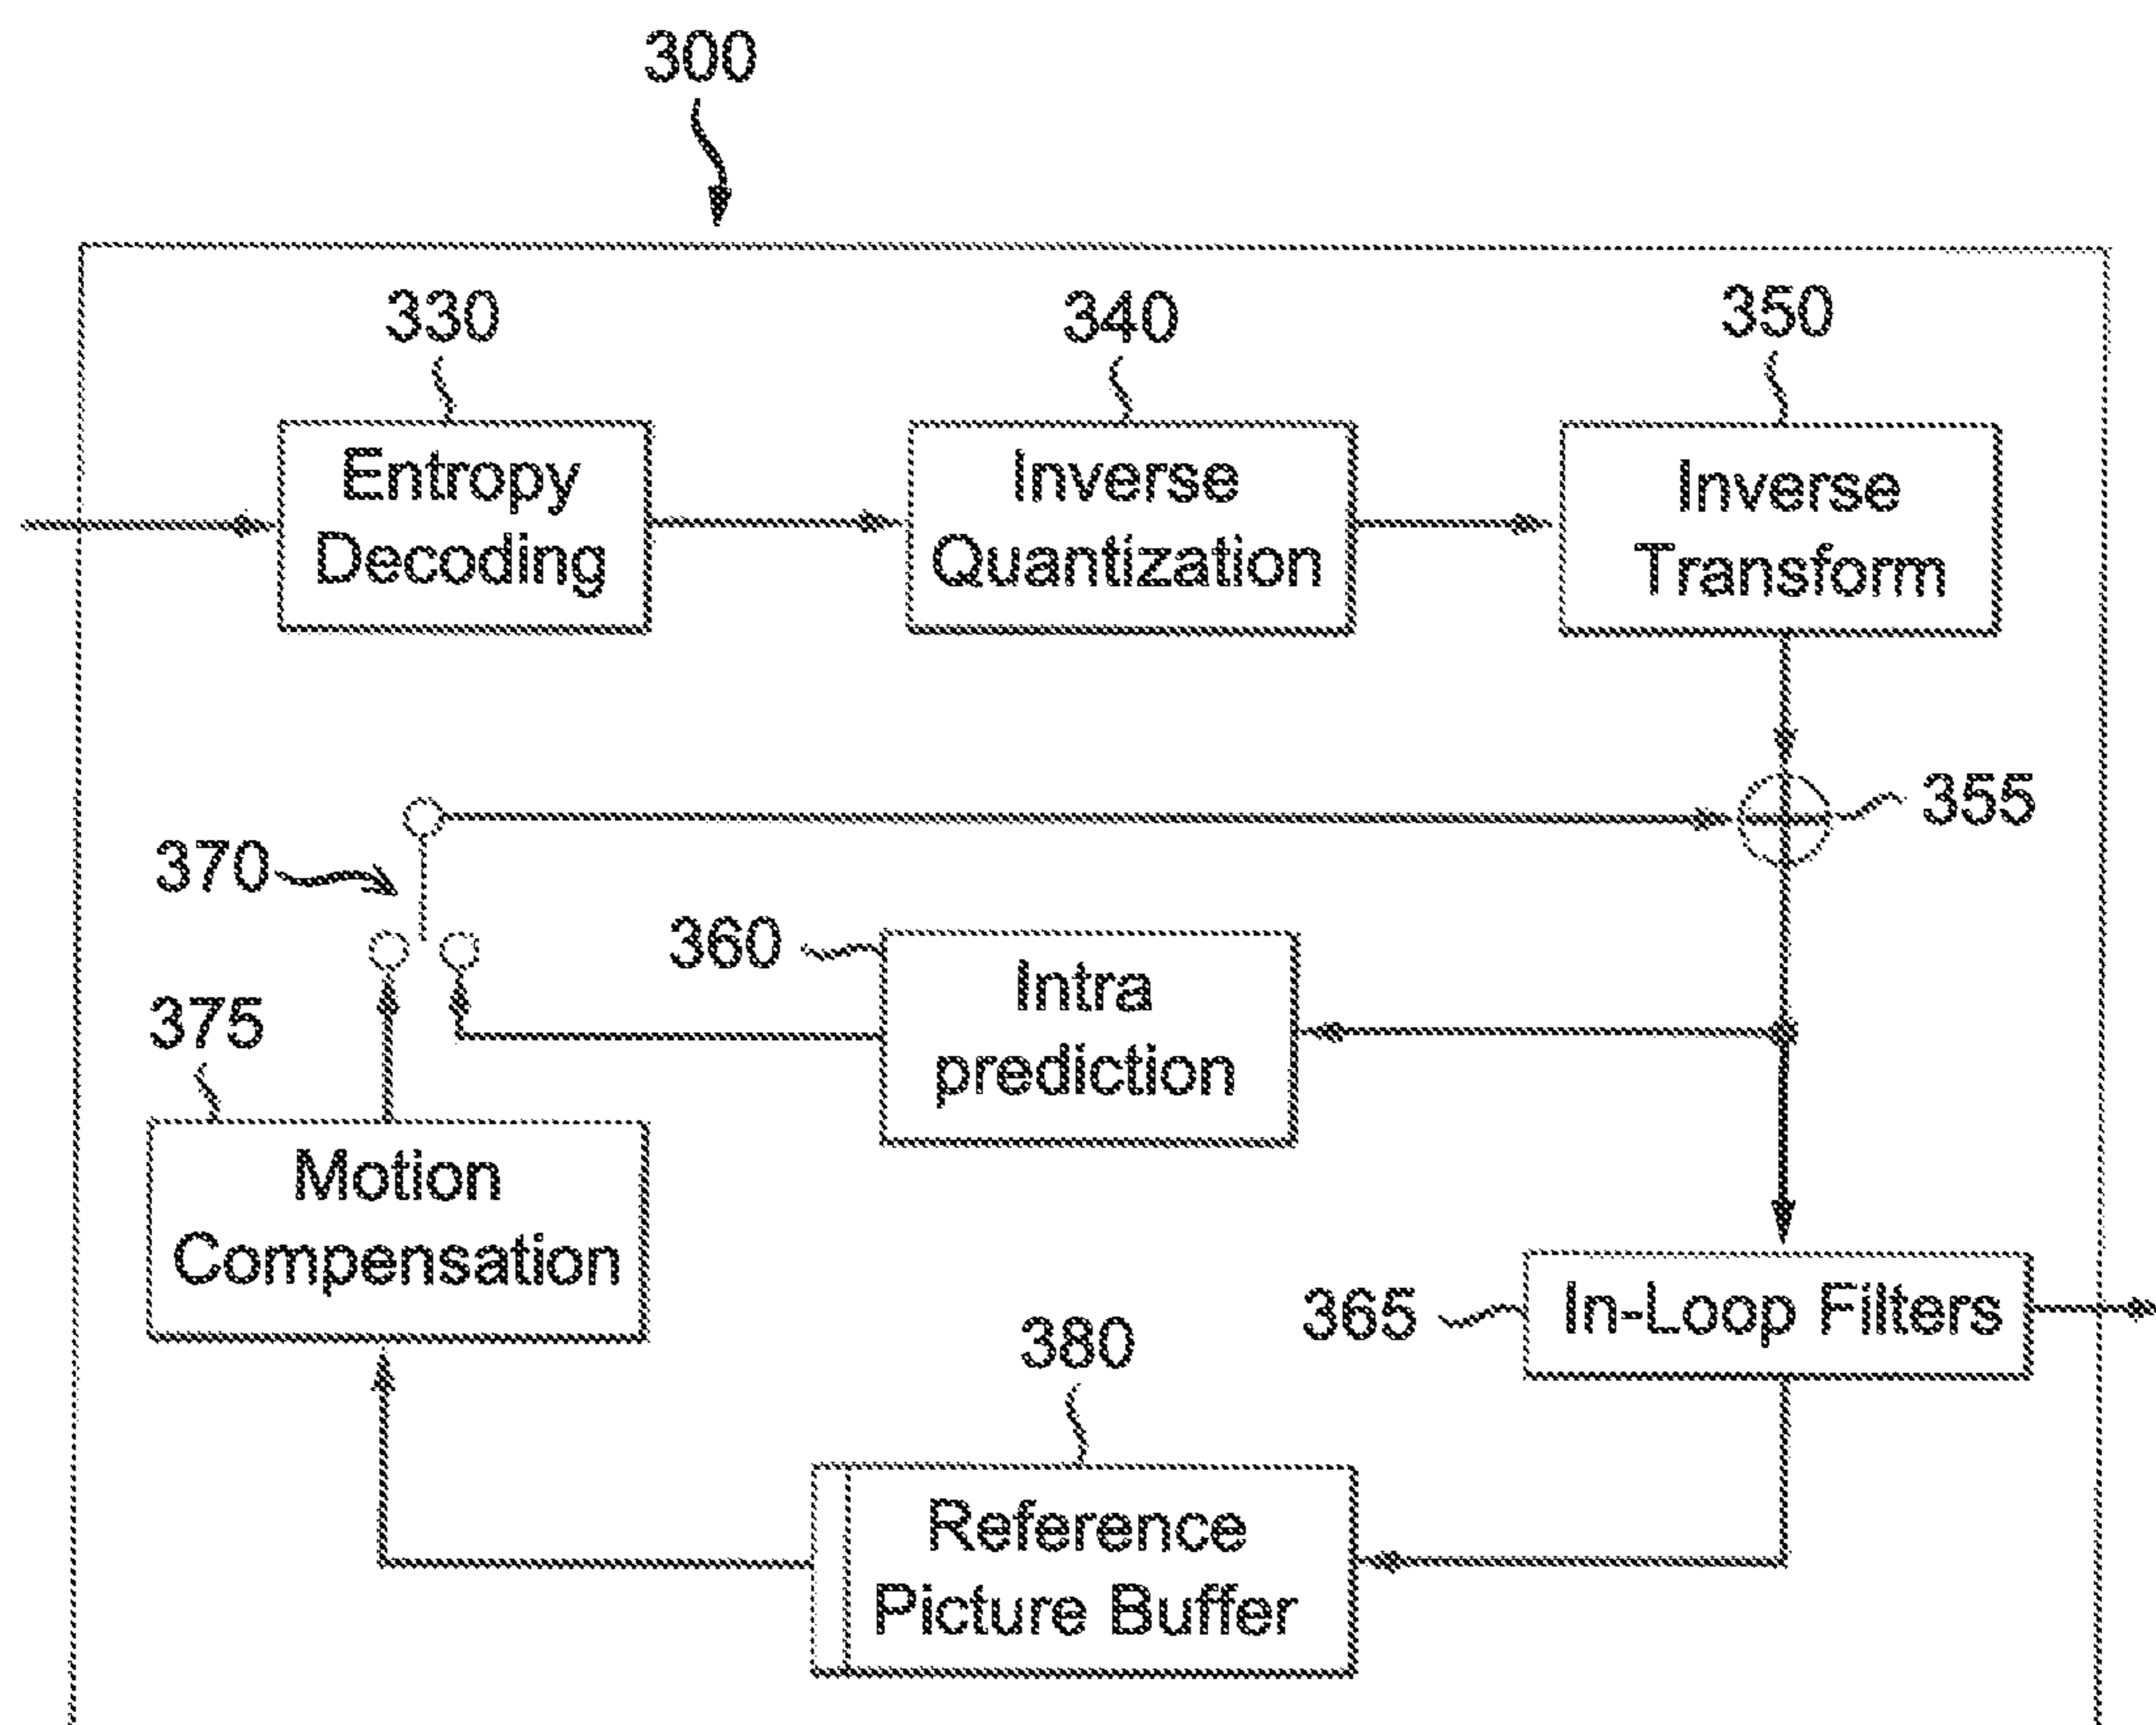 300
330
340
350
Entropy
Decoding
Inverse
Quantization
Inverse
Transform
355
370
360
Intra
prediction
375
Motion
Compensation
365
In-Loop Filters
380
Reference
Picture Buffer